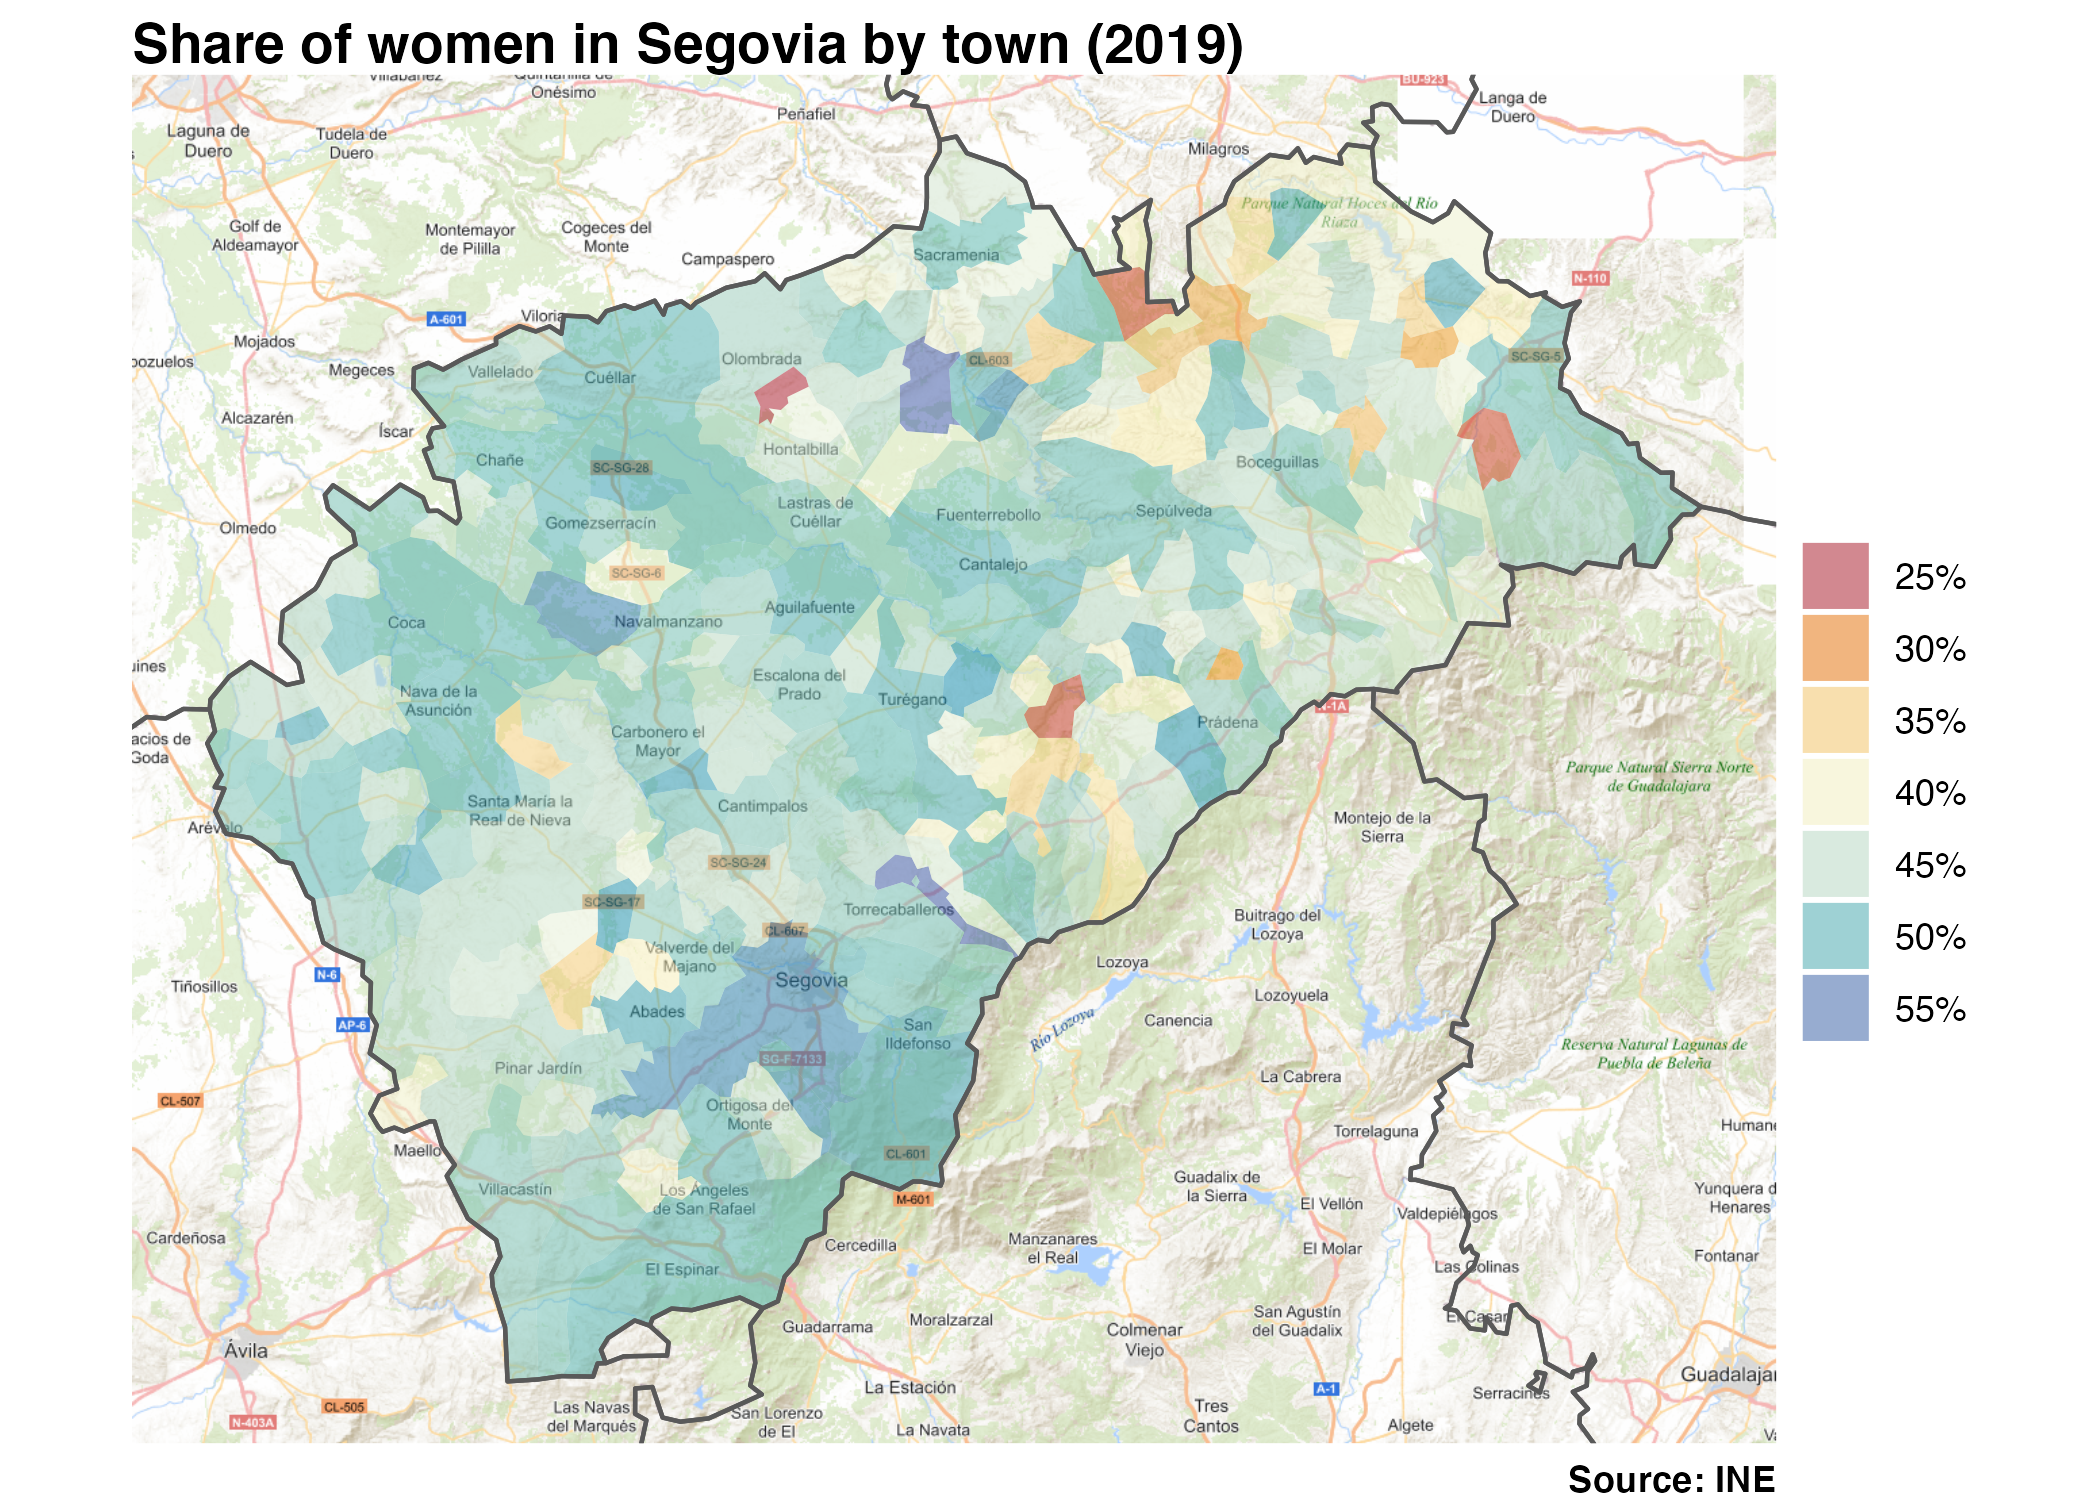 Share of women in Segovia by town (2019)
Villabáñez
Quintanilla de
Onésimo
Peñafiel
BU-923
Langa de
Duero
Laguna de
Duero
Tudela de
Duero
Milagros
Golf de
Aldeamayor
Montemayor
de Pililla
Cogeces del
Monte
Campaspero
Sacramenia
Parque Natural Hoces del Río
Riaza
N-110
A-601
Viloria
Mojados
pozuelos
Megeces
Vallelado
Cuéllar
Olombrada
CL-603
SC-SG-5
Alcazarén
Íscar
Hontalbilla
Chañe
SC-SG-28
Boceguillas
Olmedo
Gomezserracín
Lastras de
Cuéllar
Fuenterrebollo
Sepúlveda
SC-SG-6
Cantalejo
25%
Coca
Navalmanzano
Aguilafuente
30%
uines
Nava de la
Asunción
Escalona del
Prado
Turégano
Prádena
N-1A
35%
acios de
Goda
Carbonero el
Mayor
Parque Natural Sierra Norte
de Guadalajara
40%
Arévalo
Santa María la
Real de Nieva
Cantimpalos
Montejo de la
Sierra
SC-SG-24
45%
SC-SG-17
Torrecaballeros
CL-607
Buitrago del
Lozoya
50%
N-6
Tiñosillos
Valverde del
Majano
Segovia
Lozoya
Lozoyuela
55%
AP-6
Abades
San
Ildefonso
Río Lozoya
Canencia
SG-F-7133
Pinar Jardín
Reserva Natural Lagunas de
Puebla de Beleña
La Cabrera
CL-507
Ortigosa del
Monte
Maello
CL-601
Torrelaguna
Humane
Villacastín
Los Angeles
de San Rafael
M-601
Guadalix de
la Sierra
El Vellón
Valdepiélagos
Yunquera d
Henares
Cardeñosa
Cercedilla
Manzanares
el Real
El Molar
Fontanar
El Espinar
Las Colinas
Guadarrama
Moralzarzal
Colmenar
Viejo
San Agustín
del Guadalix
El Casar
Ávila
Guadalajar
CL-505
N-403A
Las Navas
del Marqués
San Lorenzo
de El
La Estación
La Navata
Tres
Cantos
A-1
Algete
Serracines
Va
Source: INE